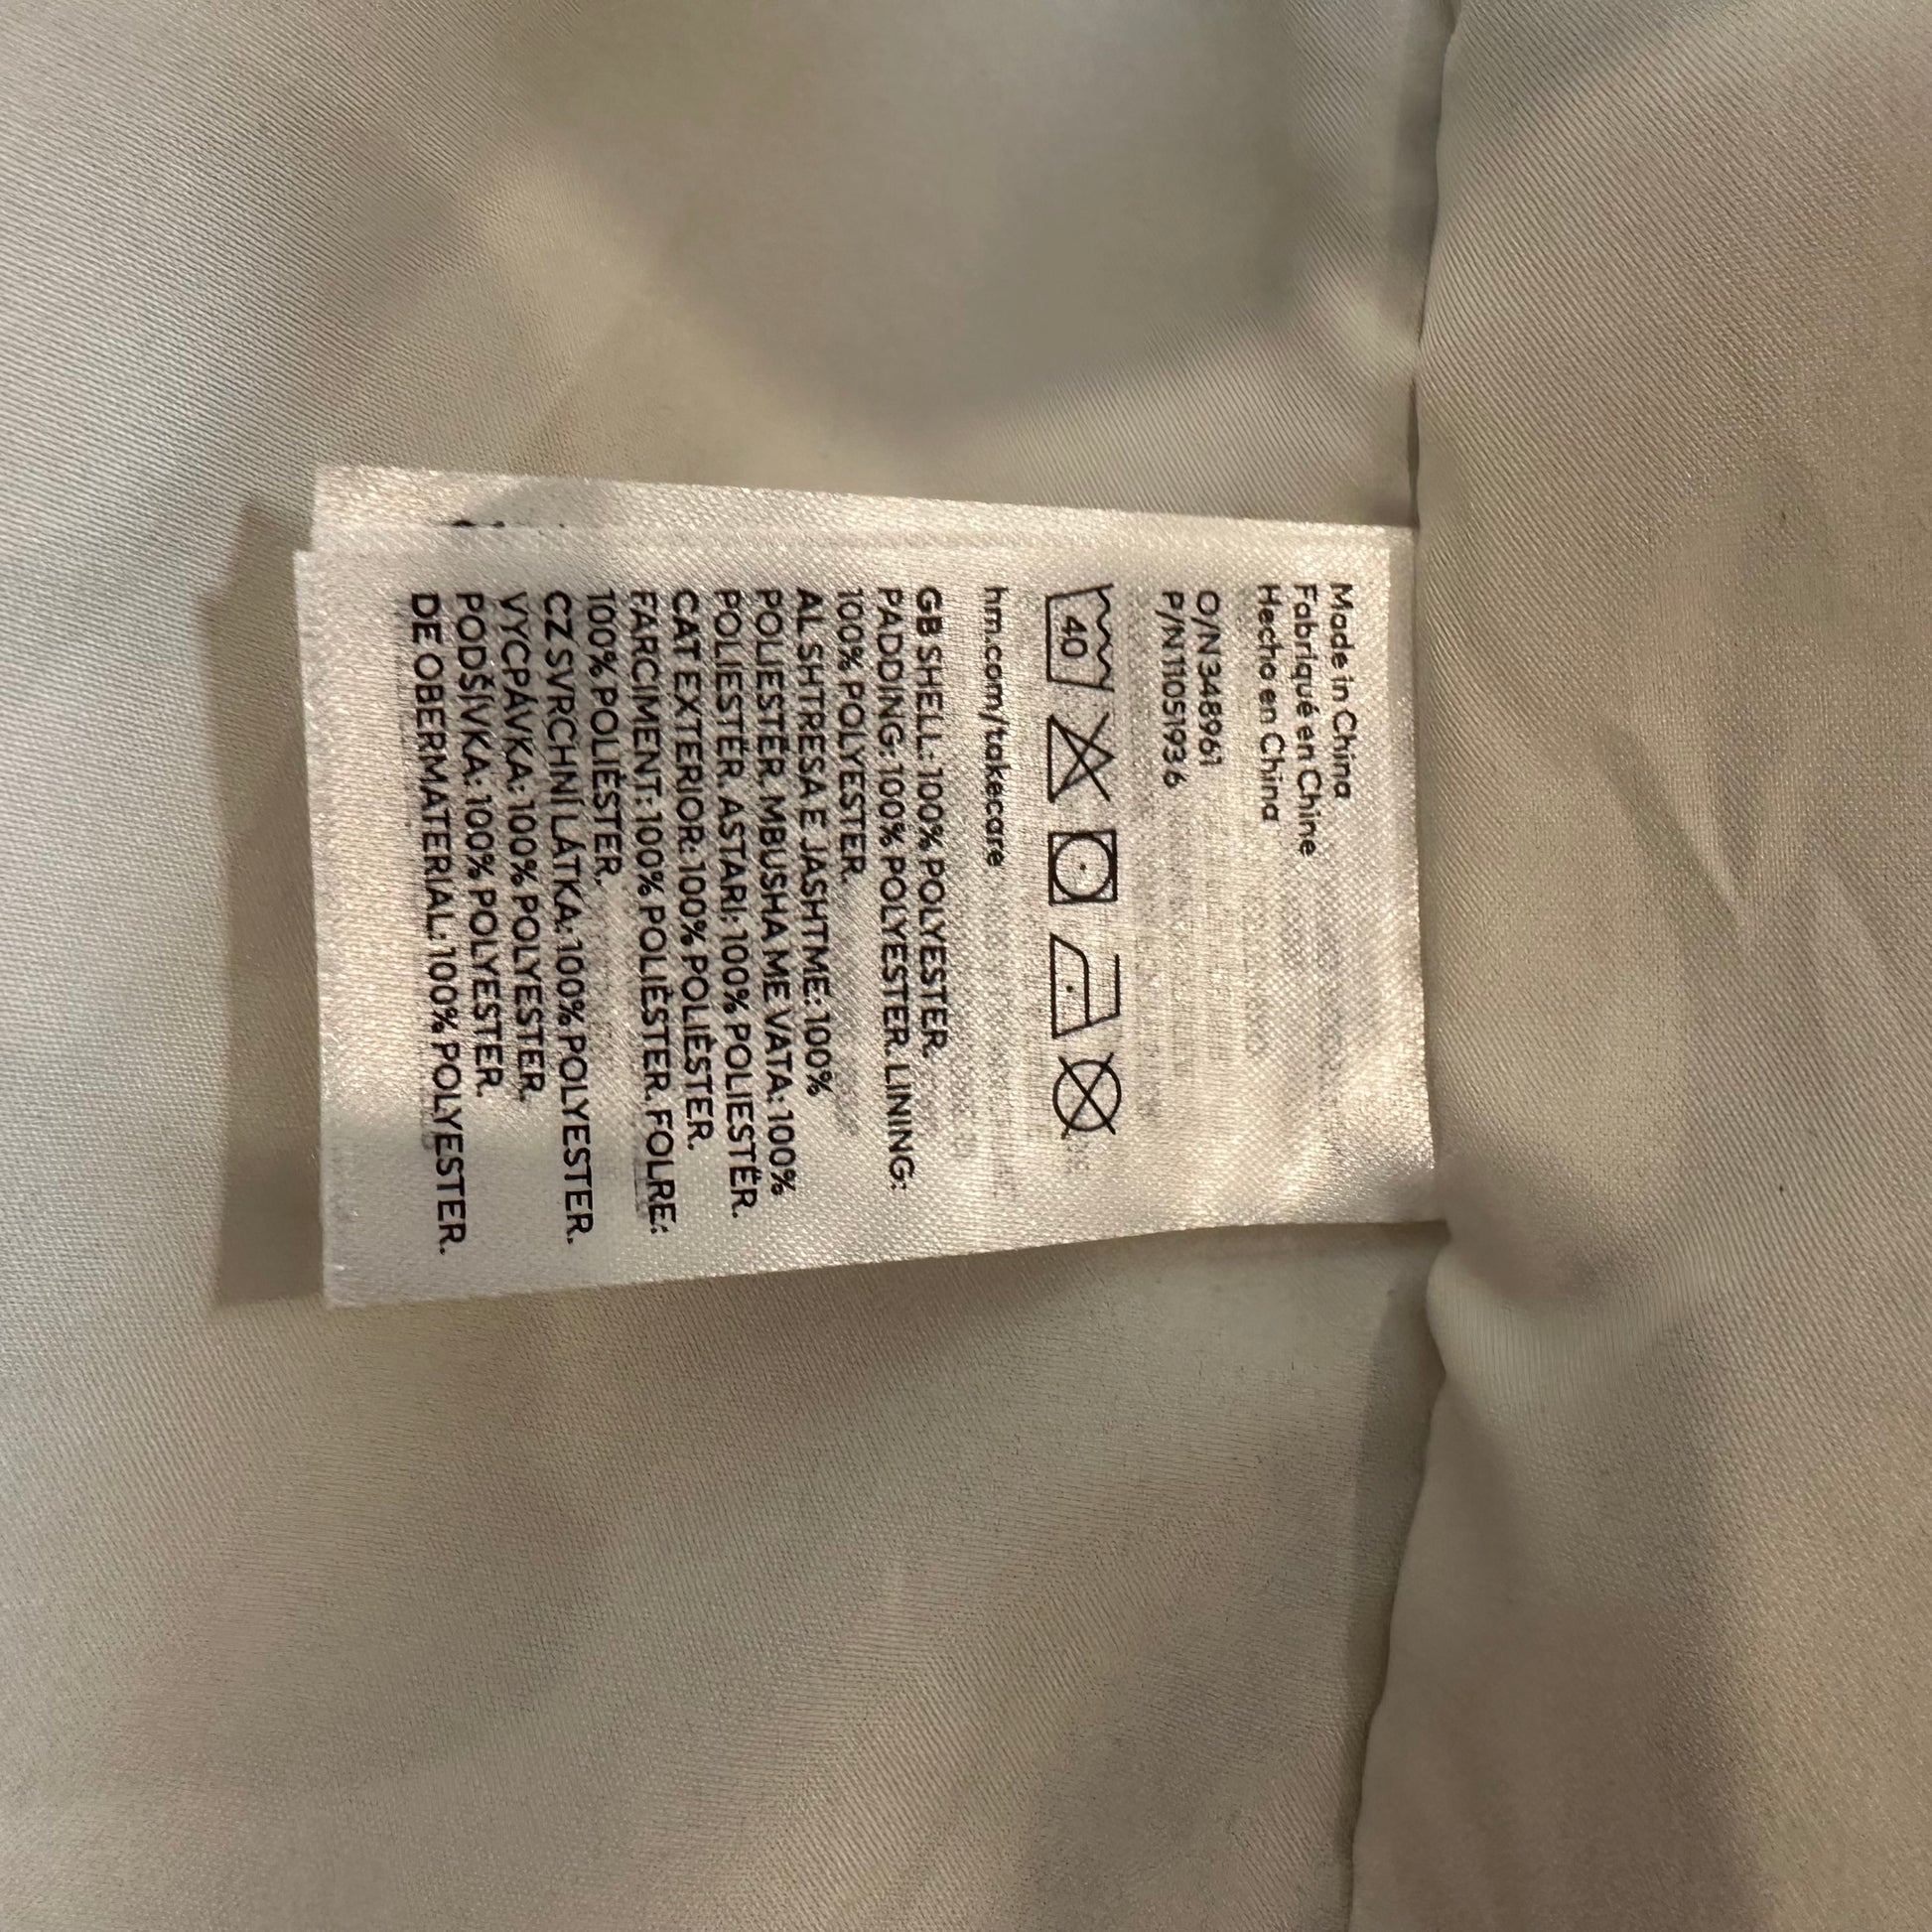 Made in China
Fabriqué en Chine
Hecho en China
O/N348961
P/N11051936
40
hm.com/takecare
GB SHELL: 100% POLYESTER.
PADDING: 100% POLYESTER. LINING:
100% POLYESTER.
AL SHTRESA E JASHTME: 100%
POLIESTËR. MBUSHA ME VATA: 100%
POLIESTËR. ASTARI: 100% POLIESTËR.
CAT EXTERIOR: 100% POLIÈSTER.
FARCIMENT: 100% POLIÈSTER. FOLRE:
100% POLIÈSTER.
CZ SVRCHNÍ LÁTKA: 100% POLYESTER.
VYCPÁVKA: 100% POLYESTER.
PODŠÍVKA: 100% POLYESTER.
DE OBERMATERIAL: 100% POLYESTER.